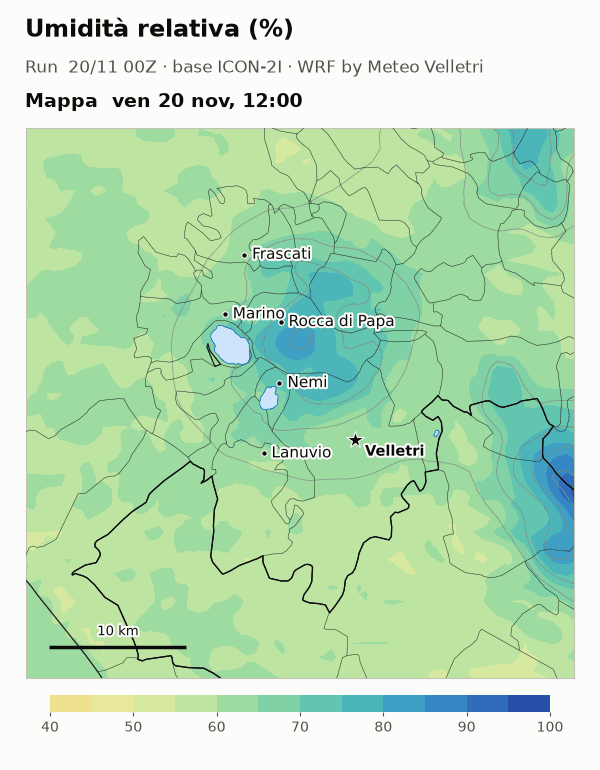 Umidità relativa (%)
Run  20/11 00Z · base ICON-2I · WRF by Meteo Velletri
Mappa  ven 20 nov, 12:00
Frascati
Marino
Rocca di Papa
Nemi
Velletri
Lanuvio
10 km
40 50 60 70 80 90 100